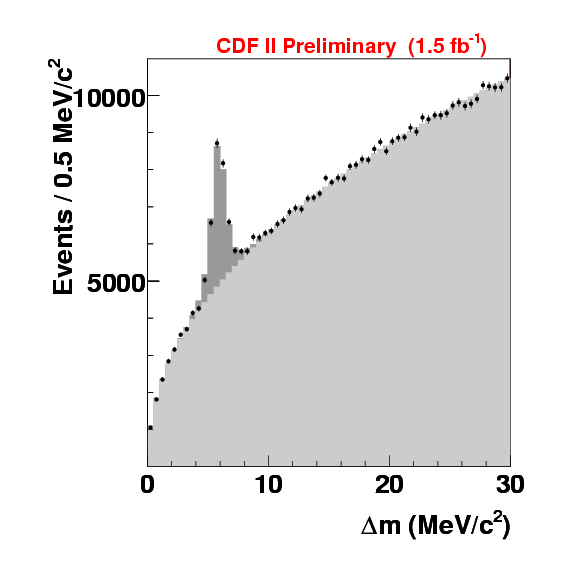 CDF II Preliminary (1.5 fb⁻¹)
Events / 0.5 MeV/c²
10000
5000
0 10 20 30
Δm (MeV/c²)